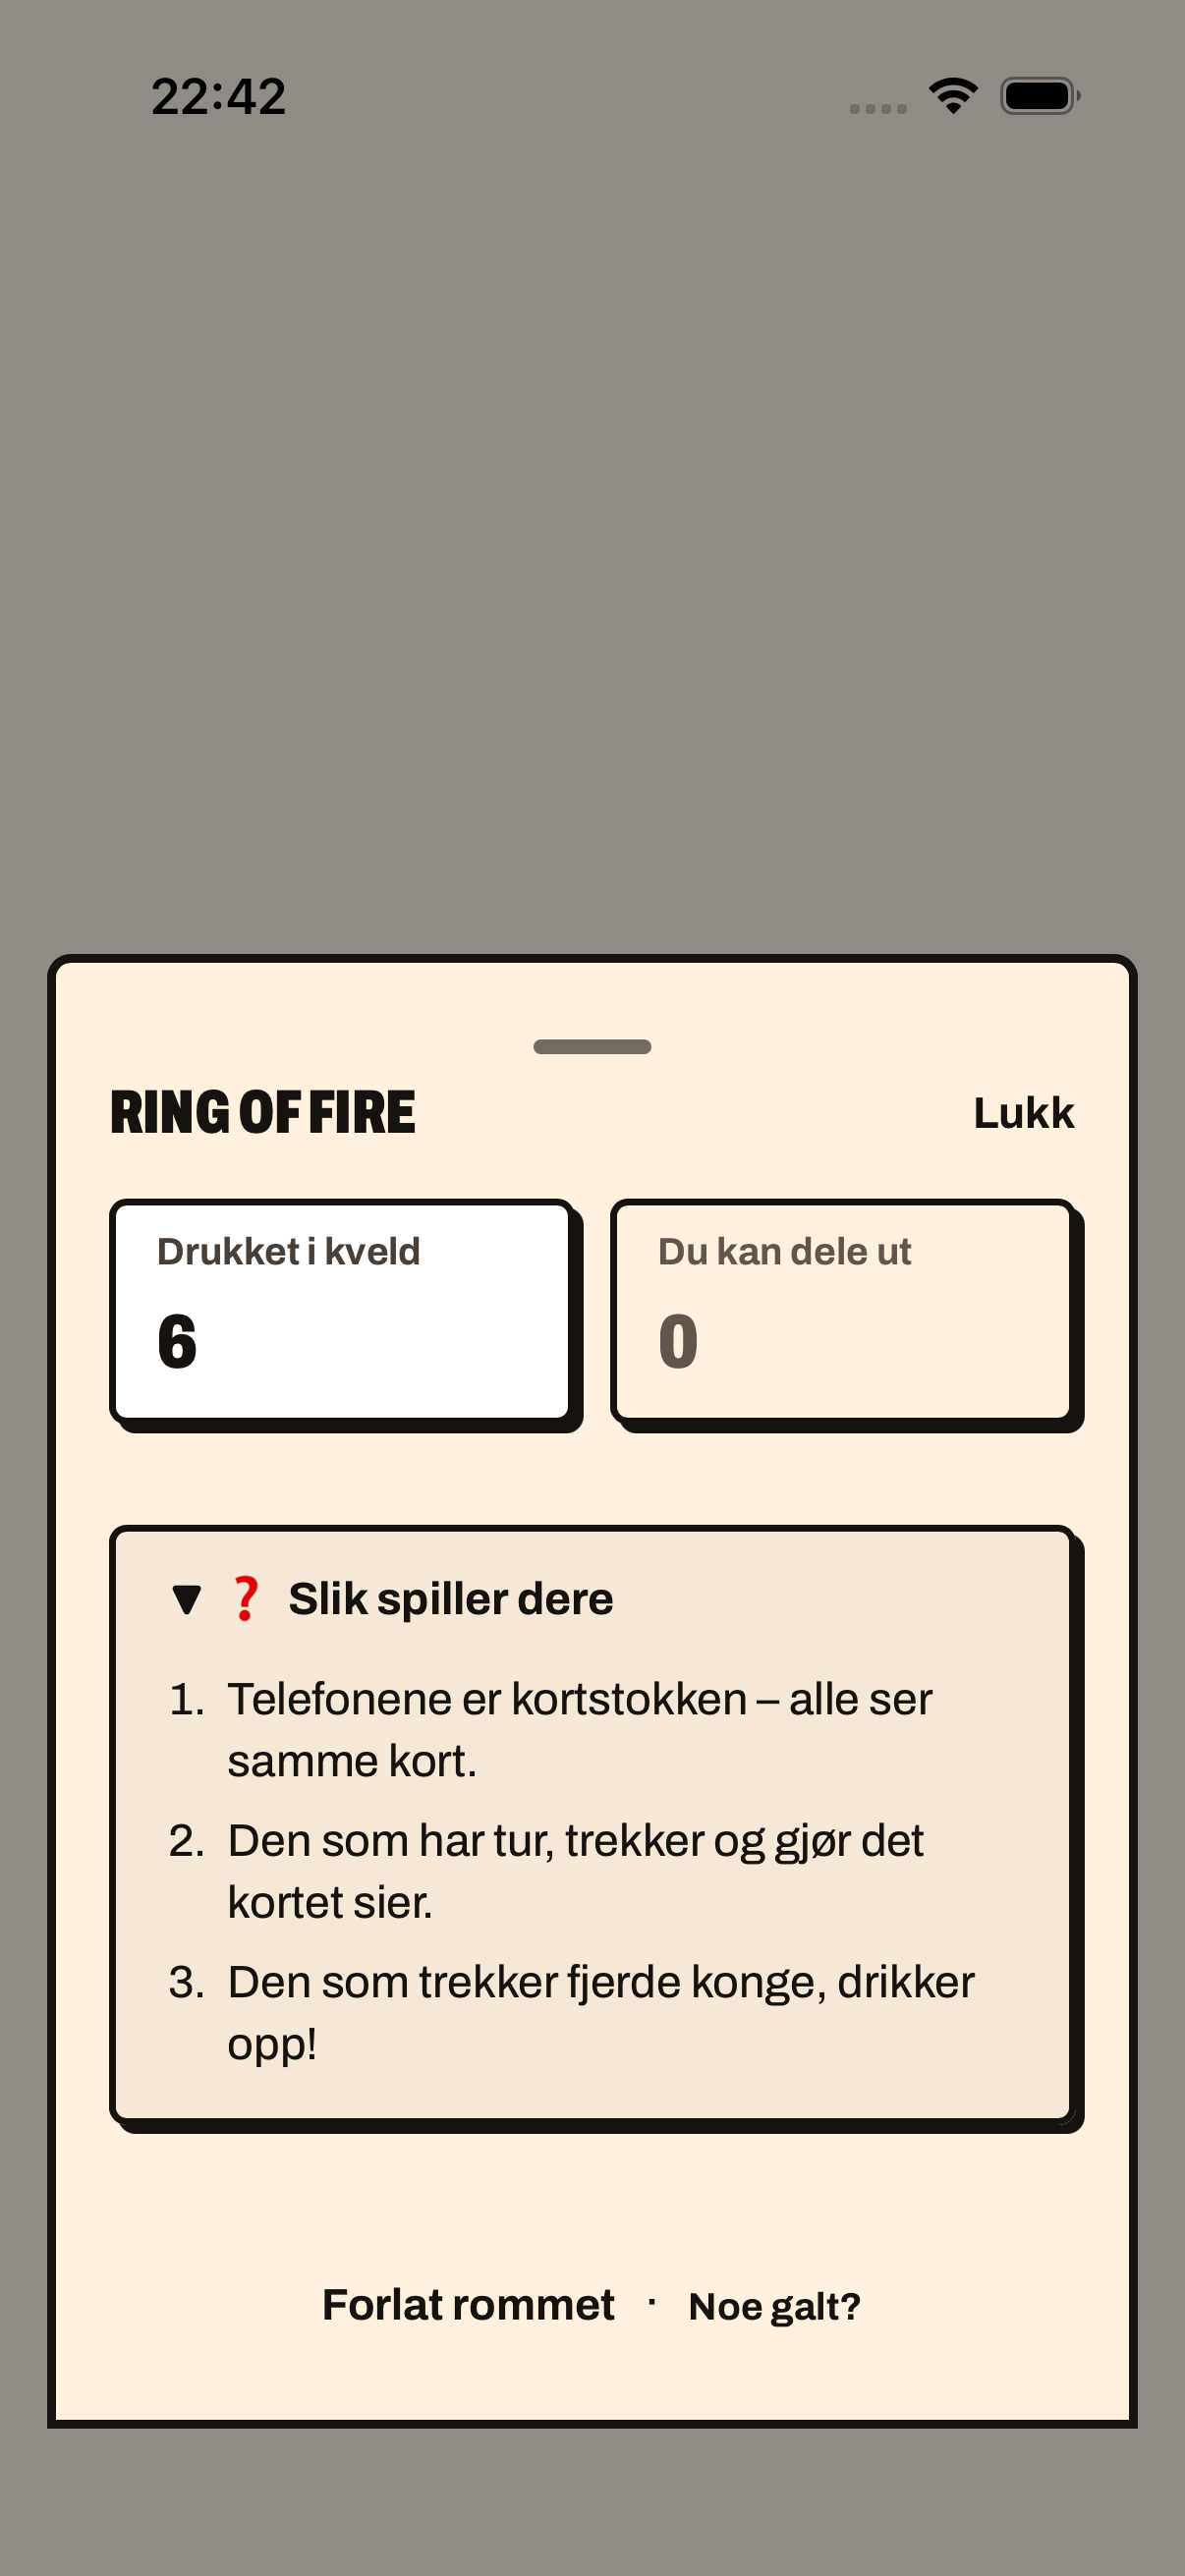 22:42
RING OF FIRE
Lukk
Drukket i kveld
6
Du kan dele ut
0
▼ ❓ Slik spiller dere
1. Telefonene er kortstokken – alle ser
samme kort.
2. Den som har tur, trekker og gjør det
kortet sier.
3. Den som trekker fjerde konge, drikker
opp!
Forlat rommet · Noe galt?